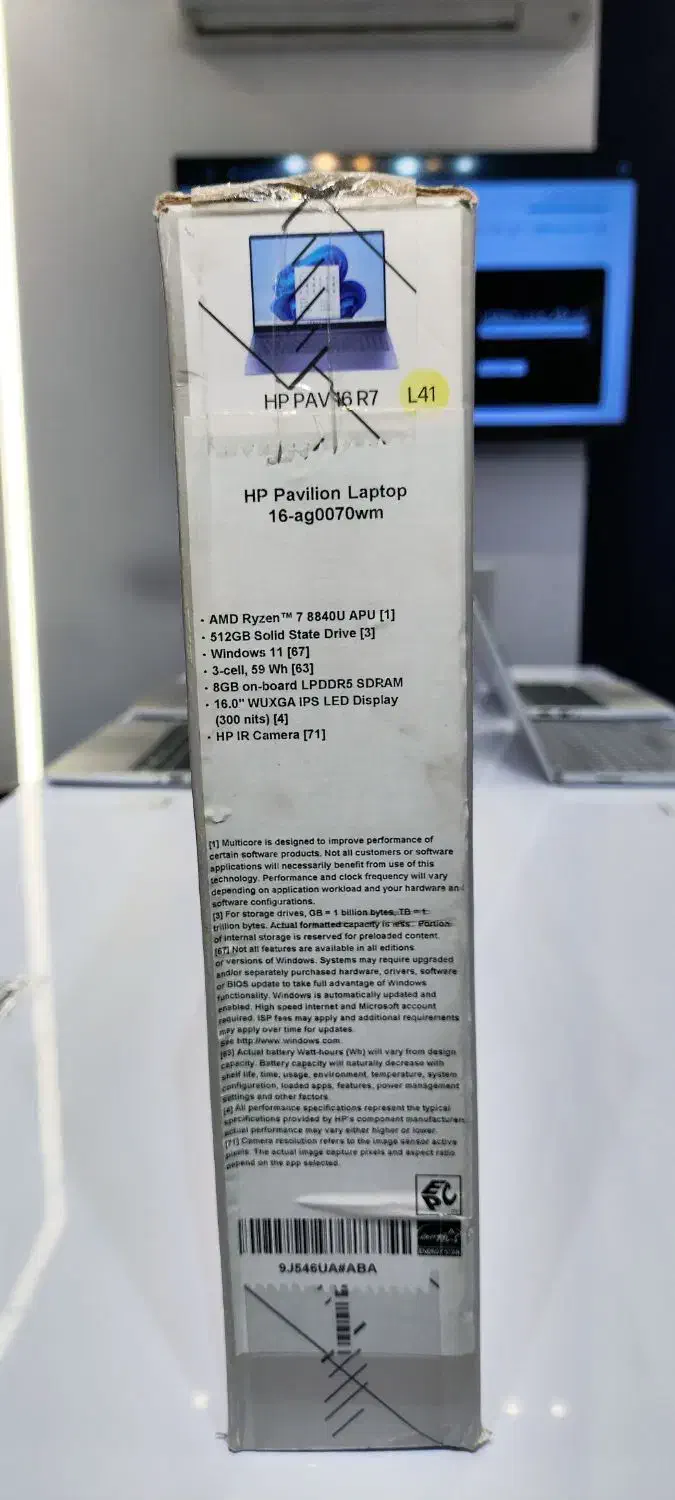 HP PAV 16 R7
L41
HP Pavilion Laptop
16-ag0070wm
· AMD Ryzen™ 7 8840U APU [1]
· 512GB Solid State Drive [3]
· Windows 11 [67]
· 3-cell, 59 Wh [63]
· 8GB on-board LPDDR5 SDRAM
· 16.0" WUXGA IPS LED Display
(300 nits) [4]
· HP IR Camera [71]
[1] Multicore is designed to improve performance of
certain software products. Not all customers or software
applications will necessarily benefit from use of this
technology. Performance and clock frequency will vary
depending on application workload and your hardware and
software configurations.
[3] For storage drives, GB = 1 billion bytes, TB = 1
trillion bytes. Actual formatted capacity is less. Portion
of internal storage is reserved for preloaded content.
[67] Not all features are available in all editions
or versions of Windows. Systems may require upgraded
and/or separately purchased hardware, drivers, software
or BIOS update to take full advantage of Windows
functionality. Windows is automatically updated and
enabled. High speed internet and Microsoft account
required. ISP fees may apply and additional requirements
may apply over time for updates.
See http://www.windows.com.
[63] Actual battery Watt-hours (Wh) will vary from design
capacity. Battery capacity will naturally decrease with
shelf life, time, usage, environment, temperature, system
configuration, loaded apps, features, power management
settings and other factors.
[4] All performance specifications represent the typical
specifications provided by HP's component manufacturers;
actual performance may vary either higher or lower.
[71] Camera resolution refers to the image sensor active
pixels. The actual image capture pixels and aspect ratio
depend on the app selected.
EPC
9J546UA#ABA